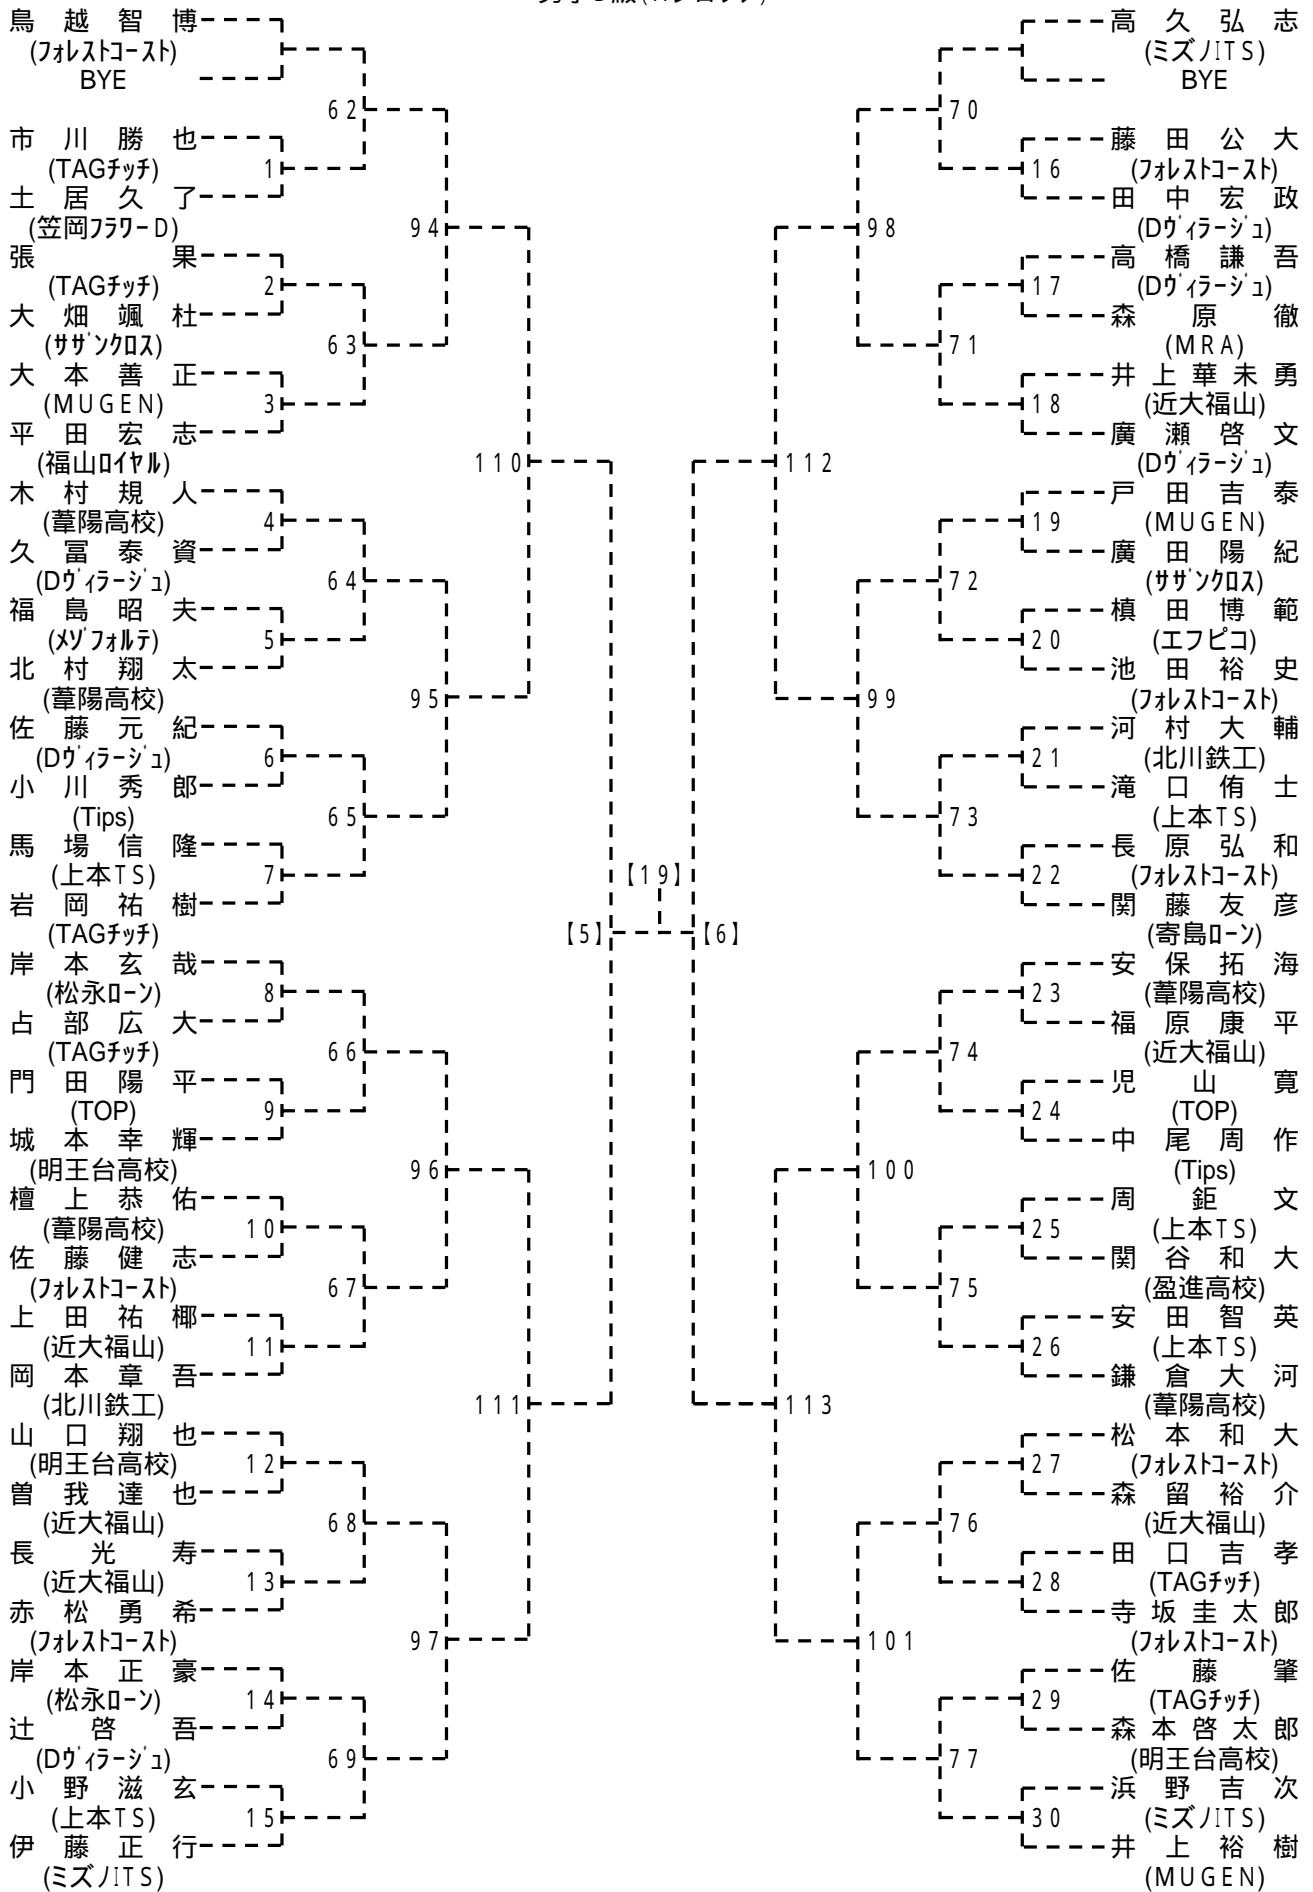 鳥越智博
(フォレストコースト)
BYE
62
市川勝也
(TAGチッチ) 1
土居久了
(笠岡フラワーD)
94
張果
(TAGチッチ) 2
大畑颯杜
(サザンクロス)
63
大本善正
(MUGEN) 3
平田宏志
(福山ロイヤル)
110
木村規人
(葦陽高校) 4
久冨泰資
(Dヴィラージュ)
64
福島昭夫
(メゾフォルテ) 5
北村翔太
(葦陽高校)
95
佐藤元紀
(Dヴィラージュ) 6
小川秀郎
(Tips)
65
馬場信隆
(上本TS) 7
岩岡祐樹
(TAGチッチ)
岸本玄哉
(松永ローン) 8
占部広大
(TAGチッチ)
66
門田陽平
(TOP) 9
城本幸輝
(明王台高校)
96
檀上恭佑
(葦陽高校) 10
佐藤健志
(フォレストコースト)
67
上田祐椰
(近大福山) 11
岡本章吾
(北川鉄工)
111
山口翔也
(明王台高校) 12
曽我達也
(近大福山)
68
長光寿
(近大福山) 13
赤松勇希
(フォレストコースト)
97
岸本正豪
(松永ローン) 14
辻啓吾
(Dヴィラージュ)
69
小野滋玄
(上本TS) 15
伊藤正行
(ミズノITS)
【19】
【5】
【6】
高久弘志
(ミズノITS)
BYE
70
藤田公大
16 (フォレストコースト)
田中宏政
(Dヴィラージュ)
98
高橋謙吾
17 (Dヴィラージュ)
森原徹
(MRA)
71
井上華未勇
18 (近大福山)
廣瀬啓文
(Dヴィラージュ)
112
戸田吉泰
19 (MUGEN)
廣田陽紀
(サザンクロス)
72
槙田博範
20 (エフピコ)
池田裕史
(フォレストコースト)
99
河村大輔
21 (北川鉄工)
滝口侑士
(上本TS)
73
長原弘和
22 (フォレストコースト)
関藤友彦
(寄島ローン)
安保拓海
23 (葦陽高校)
福原康平
(近大福山)
74
児山寛
24 (TOP)
中尾周作
(Tips)
100
周鉅文
25 (上本TS)
関谷和大
(盈進高校)
75
安田智英
26 (上本TS)
鎌倉大河
(葦陽高校)
113
松本和大
27 (フォレストコースト)
森留裕介
(近大福山)
76
田口吉孝
28 (TAGチッチ)
寺坂圭太郎
(フォレストコースト)
101
佐藤肇
29 (TAGチッチ)
森本啓太郎
(明王台高校)
77
浜野吉次
30 (ミズノITS)
井上裕樹
(MUGEN)